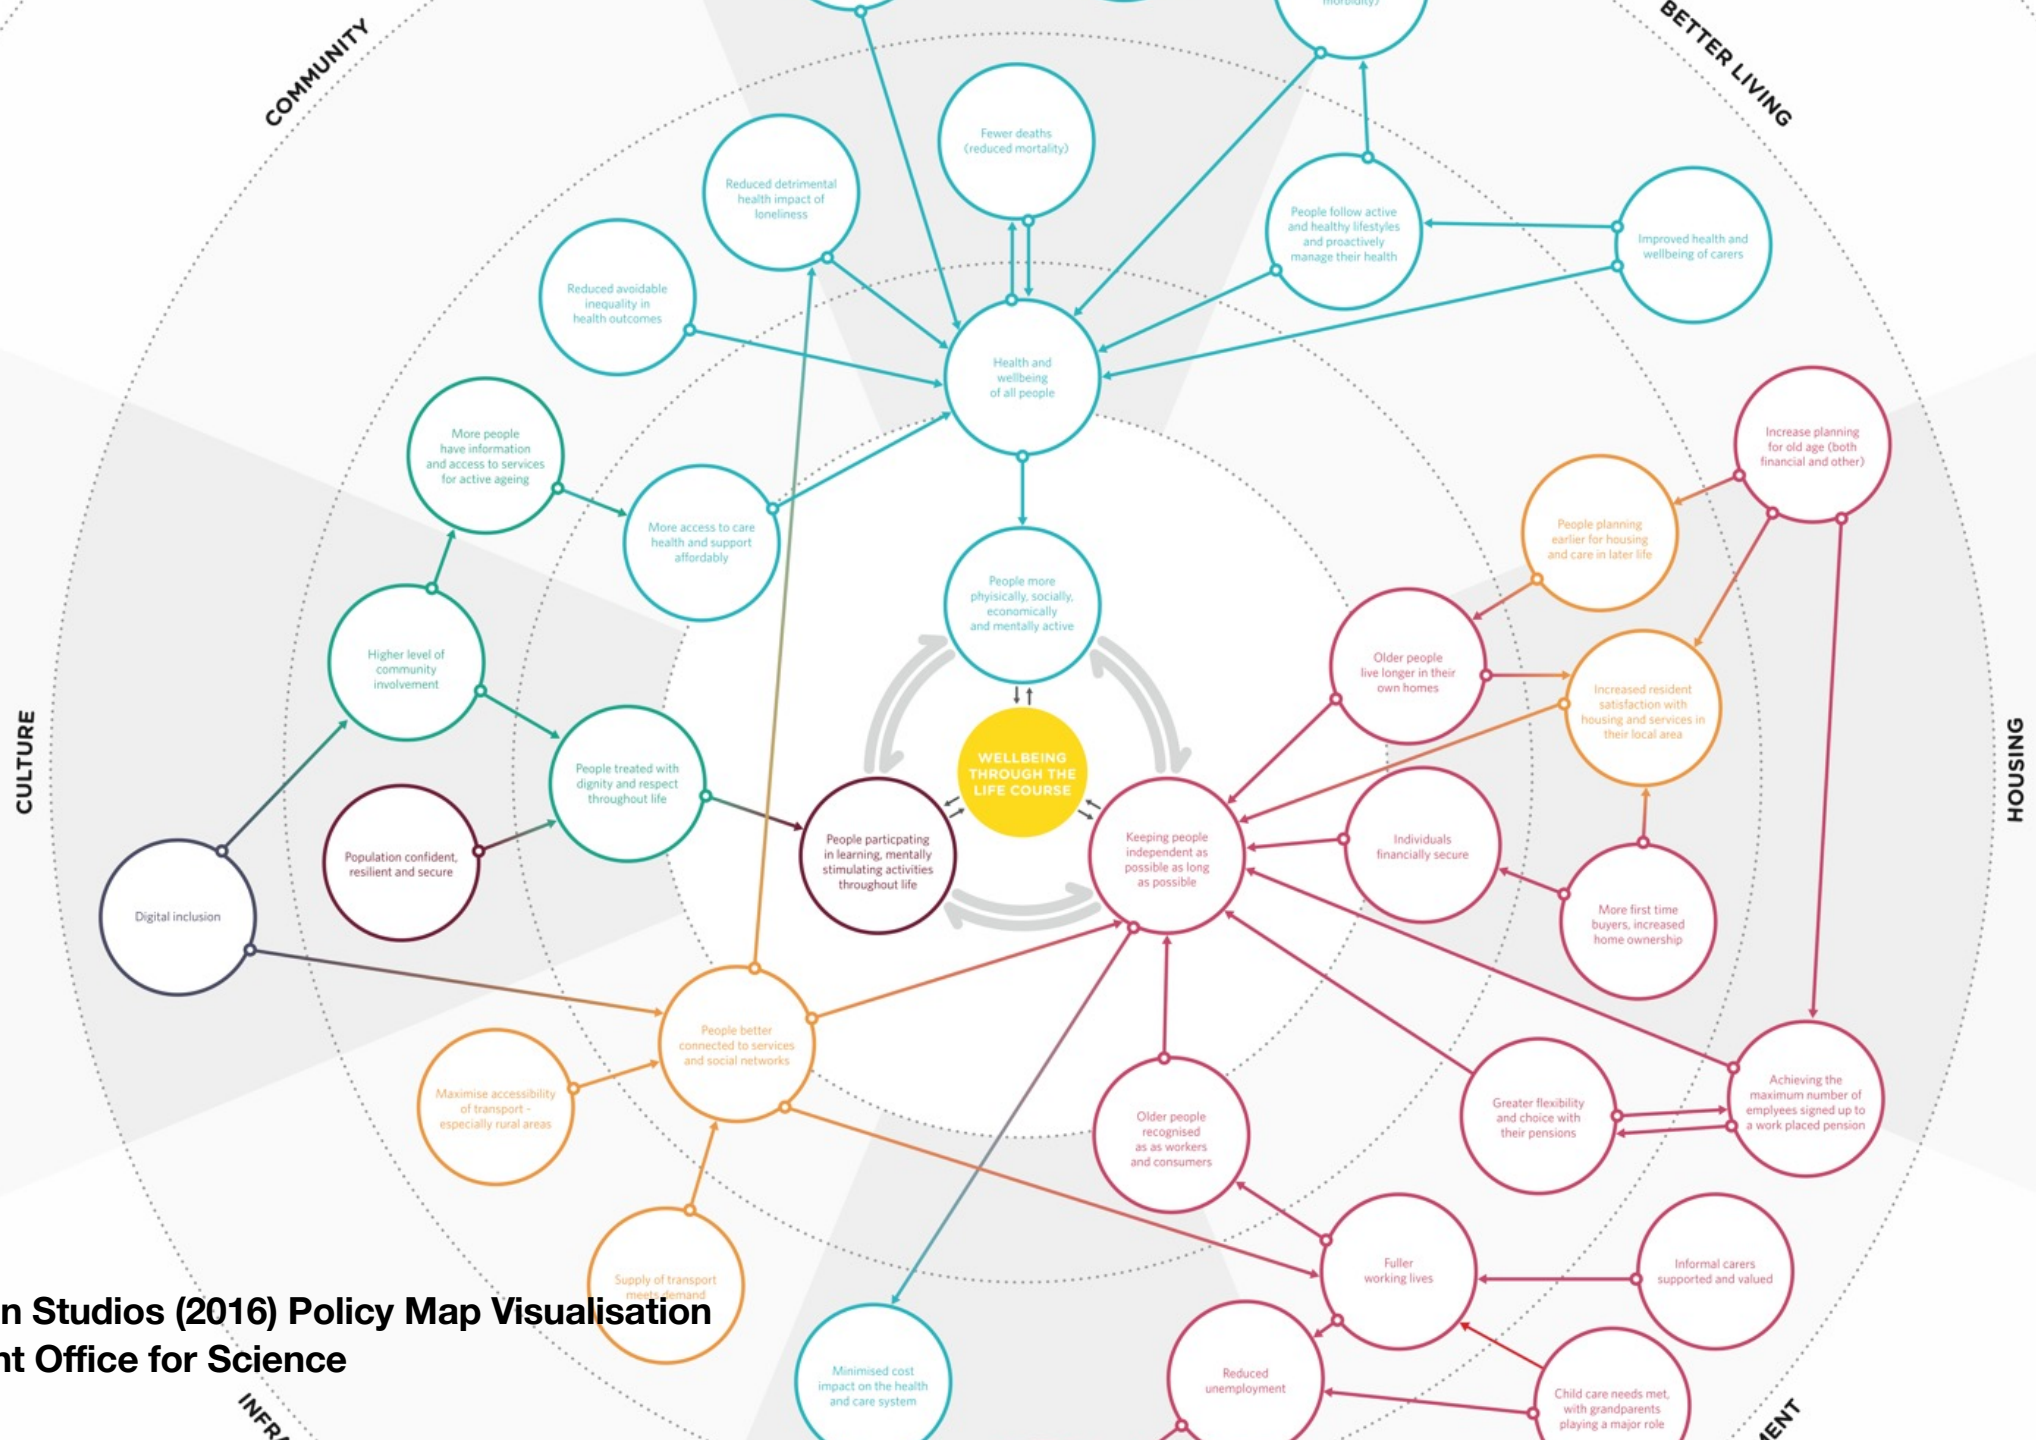 COMMUNITY
BETTER LIVING
morbidity)
Fewer deaths
(reduced mortality)
Reduced detrimental
health impact of
loneliness
People follow active
and healthy lifestyles
and proactively
manage their health
Improved health and
wellbeing of carers
Reduced avoidable
inequality in
health outcomes
Health and
wellbeing
of all people
More people
have information
and access to services
for active ageing
Increase planning
for old age (both
financial and other)
More access to care
health and support
affordably
People planning
earlier for housing
and care in later life
People more
phyisically, socially,
economically
and mentally active
Higher level of
community
involvement
Older people
live longer in their
own homes
Increased resident
satisfaction with
housing and services in
their local area
CULTURE
HOUSING
People treated with
dignity and respect
throughout life
WELLBEING
THROUGH THE
LIFE COURSE
Population confident,
resilient and secure
People particpating
in learning, mentally
stimulating activities
throughout life
Keeping people
independent as
possible as long
as possible
Individuals
financially secure
Digital inclusion
More first time
buyers, increased
home ownership
People better
connected to services
and social networks
Maximise accessibility
of transport -
especially rural areas
Older people
recognised
as as workers
and consumers
Greater flexibility
and choice with
their pensions
Achieving the
maximum number of
emplyees signed up to
a work placed pension
Supply of transport
meets demand
Fuller
working lives
Informal carers
supported and valued
n Studios (2016) Policy Map Visualisation
nt Office for Science
Minimised cost
impact on the health
and care system
Reduced
unemployment
Child care needs met,
with grandparents
playing a major role
INFRA
MENT